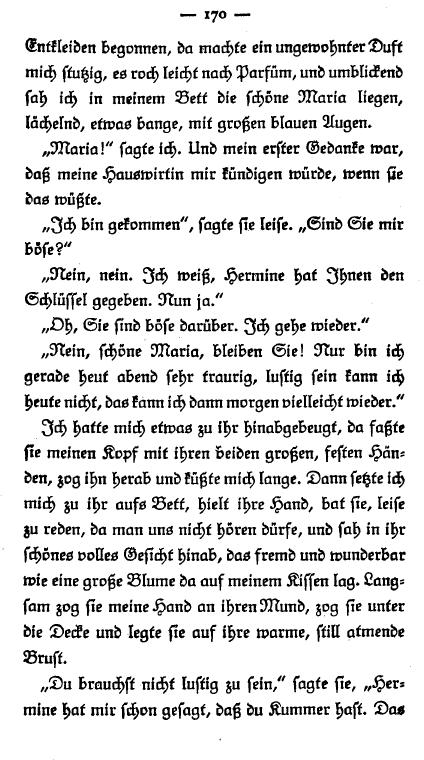 — 170 —
Entkleiden begonnen, da machte ein ungewohnter Duft
mich stutzig, es roch leicht nach Parfüm, und umblickend
sah ich in meinem Bett die schöne Maria liegen,
lächelnd, etwas bange, mit großen blauen Augen.
„Maria!“ sagte ich. Und mein erster Gedanke war,
daß meine Hauswirtin mir kündigen würde, wenn sie
das wüßte.
„Ich bin gekommen“, sagte sie leise. „Sind Sie mir
böse?“
„Nein, nein. Ich weiß, Hermine hat Ihnen den
Schlüssel gegeben. Nun ja.“
„Oh, Sie sind böse darüber. Ich gehe wieder.“
„Nein, schöne Maria, bleiben Sie! Nur bin ich
gerade heut abend sehr traurig, lustig sein kann ich
heute nicht, das kann ich dann morgen vielleicht wieder.“
Ich hatte mich etwas zu ihr hinabgebeugt, da faßte
sie meinen Kopf mit ihren beiden großen, festen Hän-
den, zog ihn herab und küßte mich lange. Dann setzte ich
mich zu ihr aufs Bett, hielt ihre Hand, bat sie, leise
zu reden, da man uns nicht hören dürfe, und sah in ihr
schönes volles Gesicht hinab, das fremd und wunderbar
wie eine große Blume da auf meinem Kissen lag. Lang-
sam zog sie meine Hand an ihren Mund, zog sie unter
die Decke und legte sie auf ihre warme, still atmende
Brust.
„Du brauchst nicht lustig zu sein,“ sagte sie, „Her-
mine hat mir schon gesagt, daß du Kummer hast. Das